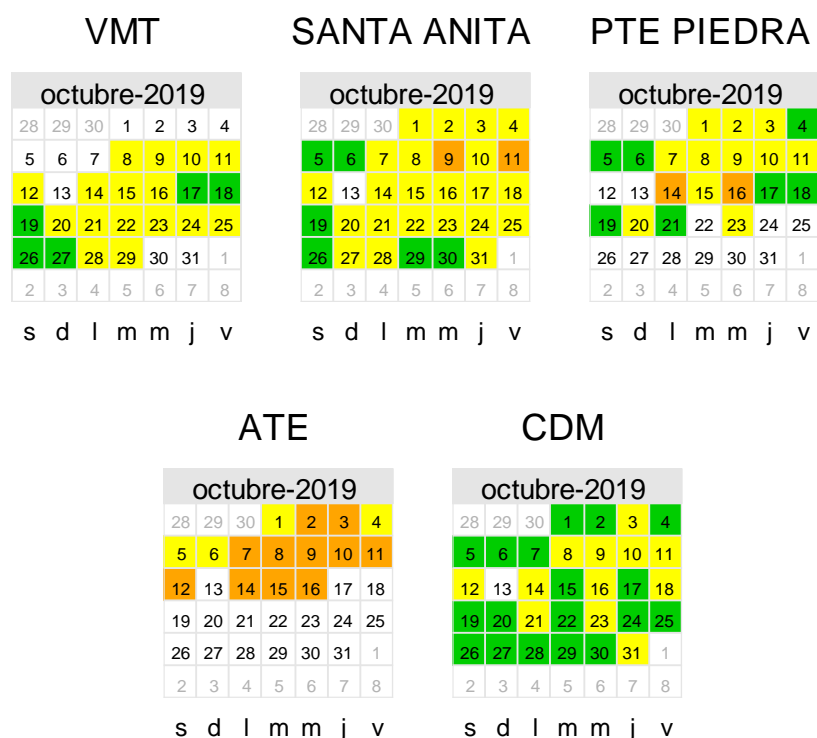 VMT SANTA ANITA PTE PIEDRA
octubre-2019 octubre-2019 octubre-2019
28 29 30 1 2 3 4 28 29 30 1 2 3 4 28 29 30 1 2 3 4
5 6 7 8 9 10 11 5 6 7 8 9 10 11 5 6 7 8 9 10 11
12 13 14 15 16 17 18 12 13 14 15 16 17 18 12 13 14 15 16 17 18
19 20 21 22 23 24 25 19 20 21 22 23 24 25 19 20 21 22 23 24 25
26 27 28 29 30 31 1 26 27 28 29 30 31 1 26 27 28 29 30 31 1
2 3 4 5 6 7 8 2 3 4 5 6 7 8 2 3 4 5 6 7 8
s d l m m j v s d l m m j v s d l m m j v
ATE CDM
octubre-2019 octubre-2019
28 29 30 1 2 3 4 28 29 30 1 2 3 4
5 6 7 8 9 10 11 5 6 7 8 9 10 11
12 13 14 15 16 17 18 12 13 14 15 16 17 18
19 20 21 22 23 24 25 19 20 21 22 23 24 25
26 27 28 29 30 31 1 26 27 28 29 30 31 1
2 3 4 5 6 7 8 2 3 4 5 6 7 8
s d l m m j v s d l m m j v